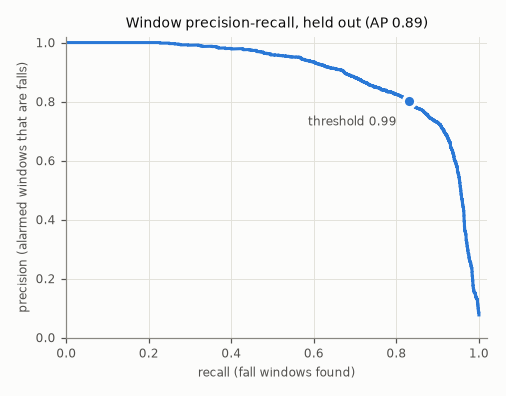 Window precision-recall, held out (AP 0.89)
precision (alarmed windows that are falls)
1.0
0.8
0.6
0.4
0.2
0.0
threshold 0.99
0.0 0.2 0.4 0.6 0.8 1.0
recall (fall windows found)